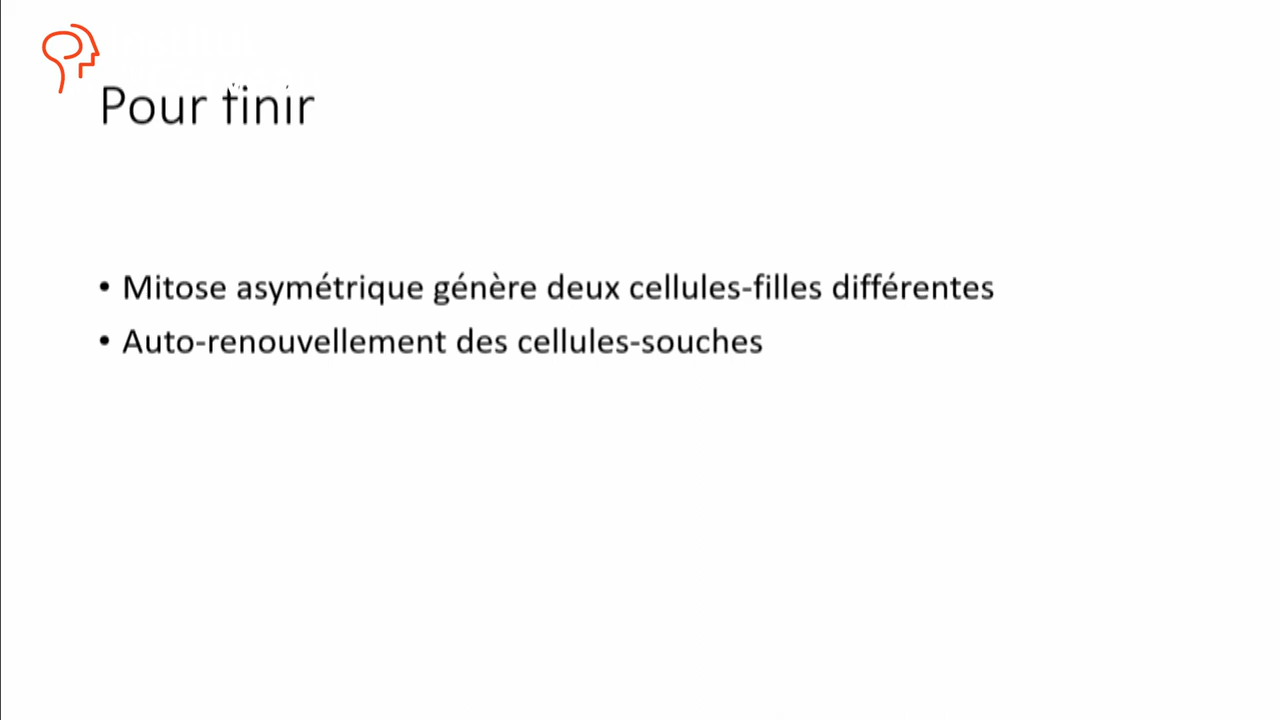 Pour finir
• Mitose asymétrique génère deux cellules-filles différentes
• Auto-renouvellement des cellules-souches